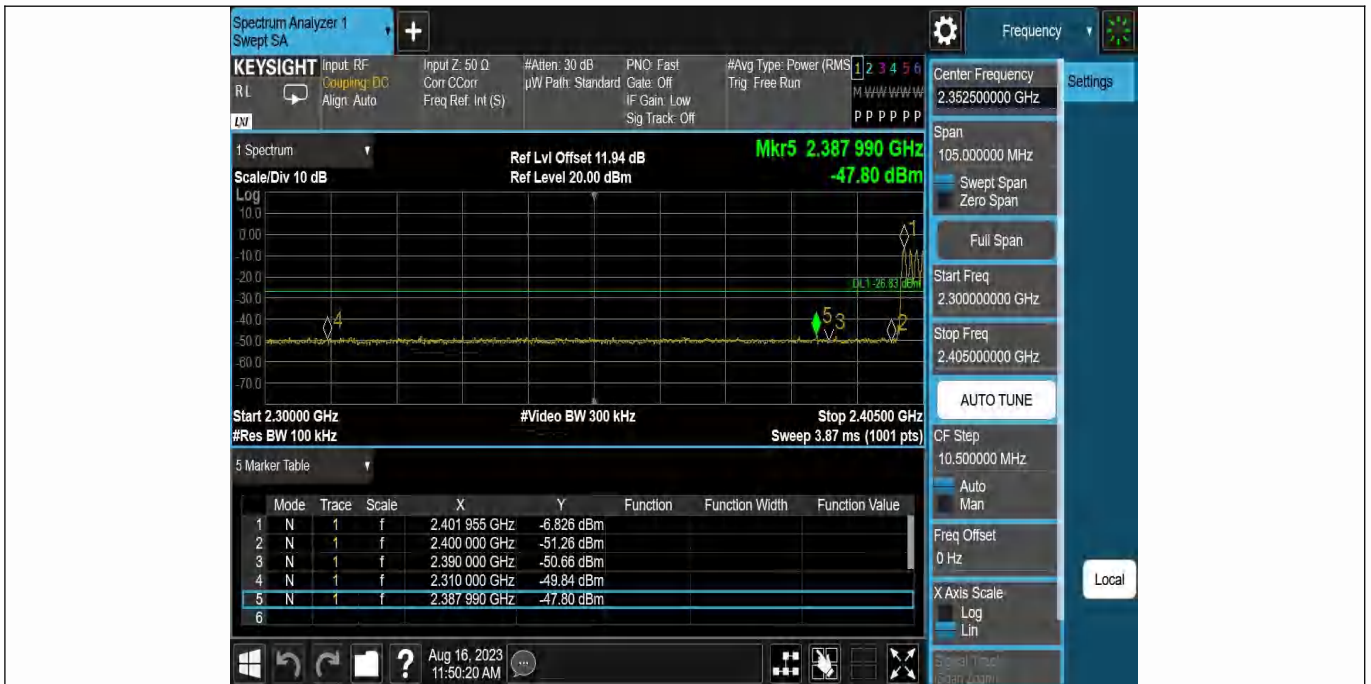 Spectrum Analyzer 1
Swept SA
+
Frequency
KEYSIGHT
RL
LXI
Input: RF
Coupling: DC
Align: Auto
Input Z: 50 Ω
Corr CCorr
Freq Ref: Int (S)
#Atten: 30 dB
µW Path: Standard
PNO: Fast
Gate: Off
IF Gain: Low
Sig Track: Off
#Avg Type: Power (RMS
Trig: Free Run
1 2 3 4 5 6
M W W W W W
P P P P P P
1 Spectrum
Scale/Div 10 dB
Ref Lvl Offset 11.94 dB
Ref Level 20.00 dBm
Mkr5 2.387 990 GHz
-47.80 dBm
Log
10.0
0.00
-10.0
-20.0
-30.0
-40.0
-50.0
-60.0
-70.0
1
DL1 -26.83 dBm
4
5
3
2
Start 2.30000 GHz
#Video BW 300 kHz
Stop 2.40500 GHz
#Res BW 100 kHz
Sweep 3.87 ms (1001 pts)
5 Marker Table
Mode Trace Scale X Y Function Function Width Function Value
1 N 1 f 2.401 955 GHz -6.826 dBm
2 N 1 f 2.400 000 GHz -51.26 dBm
3 N 1 f 2.390 000 GHz -50.66 dBm
4 N 1 f 2.310 000 GHz -49.84 dBm
5 N 1 f 2.387 990 GHz -47.80 dBm
6
?
Aug 16, 2023
11:50:20 AM
Center Frequency
2.352500000 GHz
Settings
Span
105.000000 MHz
Swept Span
Zero Span
Full Span
Start Freq
2.300000000 GHz
Stop Freq
2.405000000 GHz
AUTO TUNE
CF Step
10.500000 MHz
Auto
Man
Freq Offset
0 Hz
X Axis Scale
Log
Lin
Signal Track
(Span Zoom)
Local